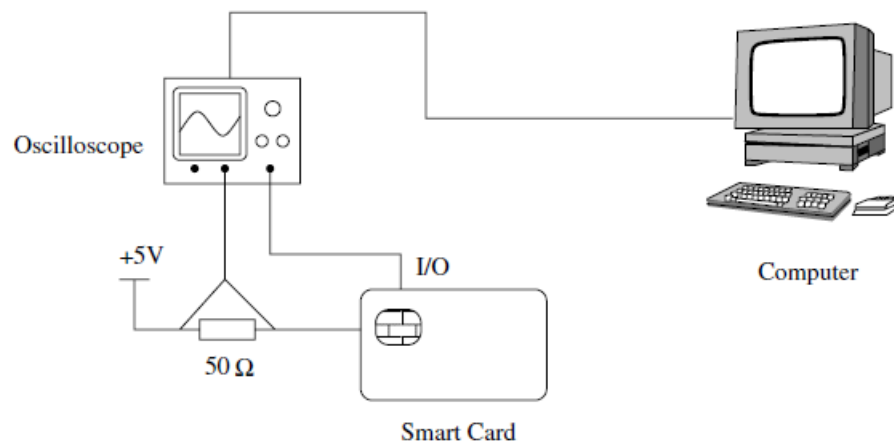 Oscilloscope
+5V
I/O
Computer
50 Ω
Smart Card